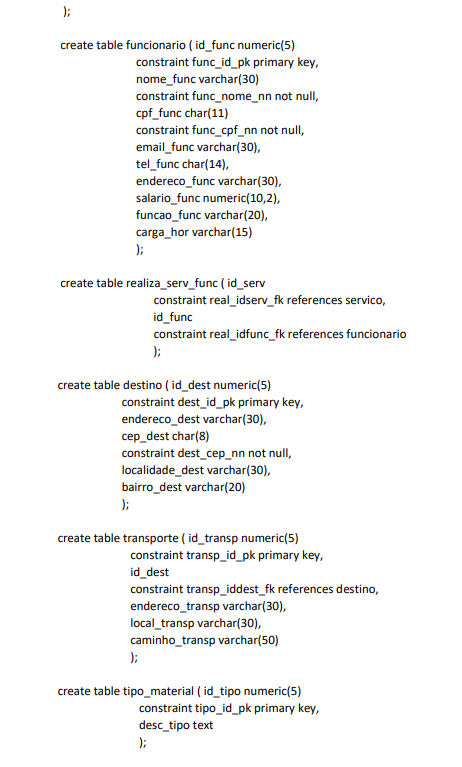 );
create table funcionario ( id_func numeric(5)
constraint func_id_pk primary key,
nome_func varchar(30)
constraint func_nome_nn not null,
cpf_func char(11)
constraint func_cpf_nn not null,
email_func varchar(30),
tel_func char(14),
endereco_func varchar(30),
salario_func numeric(10,2),
funcao_func varchar(20),
carga_hor varchar(15)
);
create table realiza_serv_func ( id_serv
constraint real_idserv_fk references servico,
id_func
constraint real_idfunc_fk references funcionario
);
create table destino ( id_dest numeric(5)
constraint dest_id_pk primary key,
endereco_dest varchar(30),
cep_dest char(8)
constraint dest_cep_nn not null,
localidade_dest varchar(30),
bairro_dest varchar(20)
);
create table transporte ( id_transp numeric(5)
constraint transp_id_pk primary key,
id_dest
constraint transp_iddest_fk references destino,
endereco_transp varchar(30),
local_transp varchar(30),
caminho_transp varchar(50)
);
create table tipo_material ( id_tipo numeric(5)
constraint tipo_id_pk primary key,
desc_tipo text
);